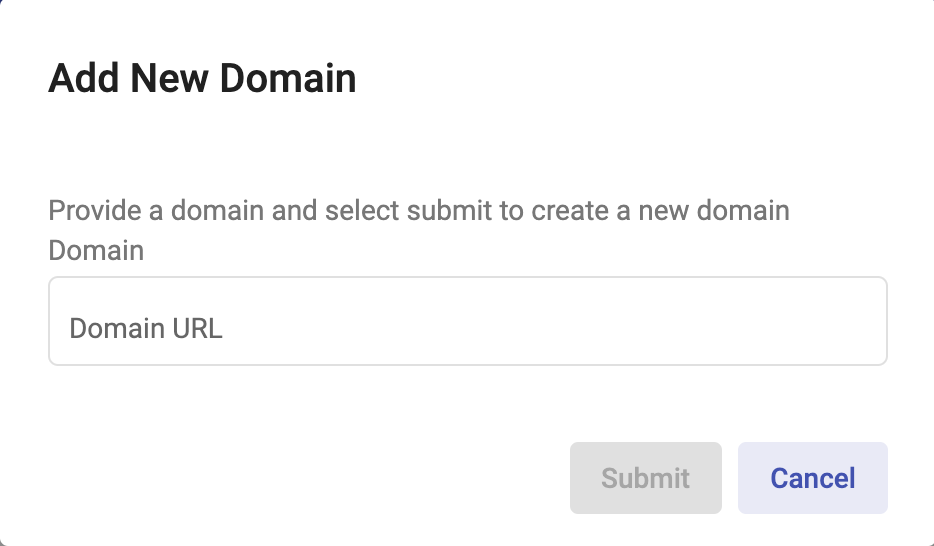 Add New Domain
Provide a domain and select submit to create a new domain
Domain
Domain URL
Submit
Cancel